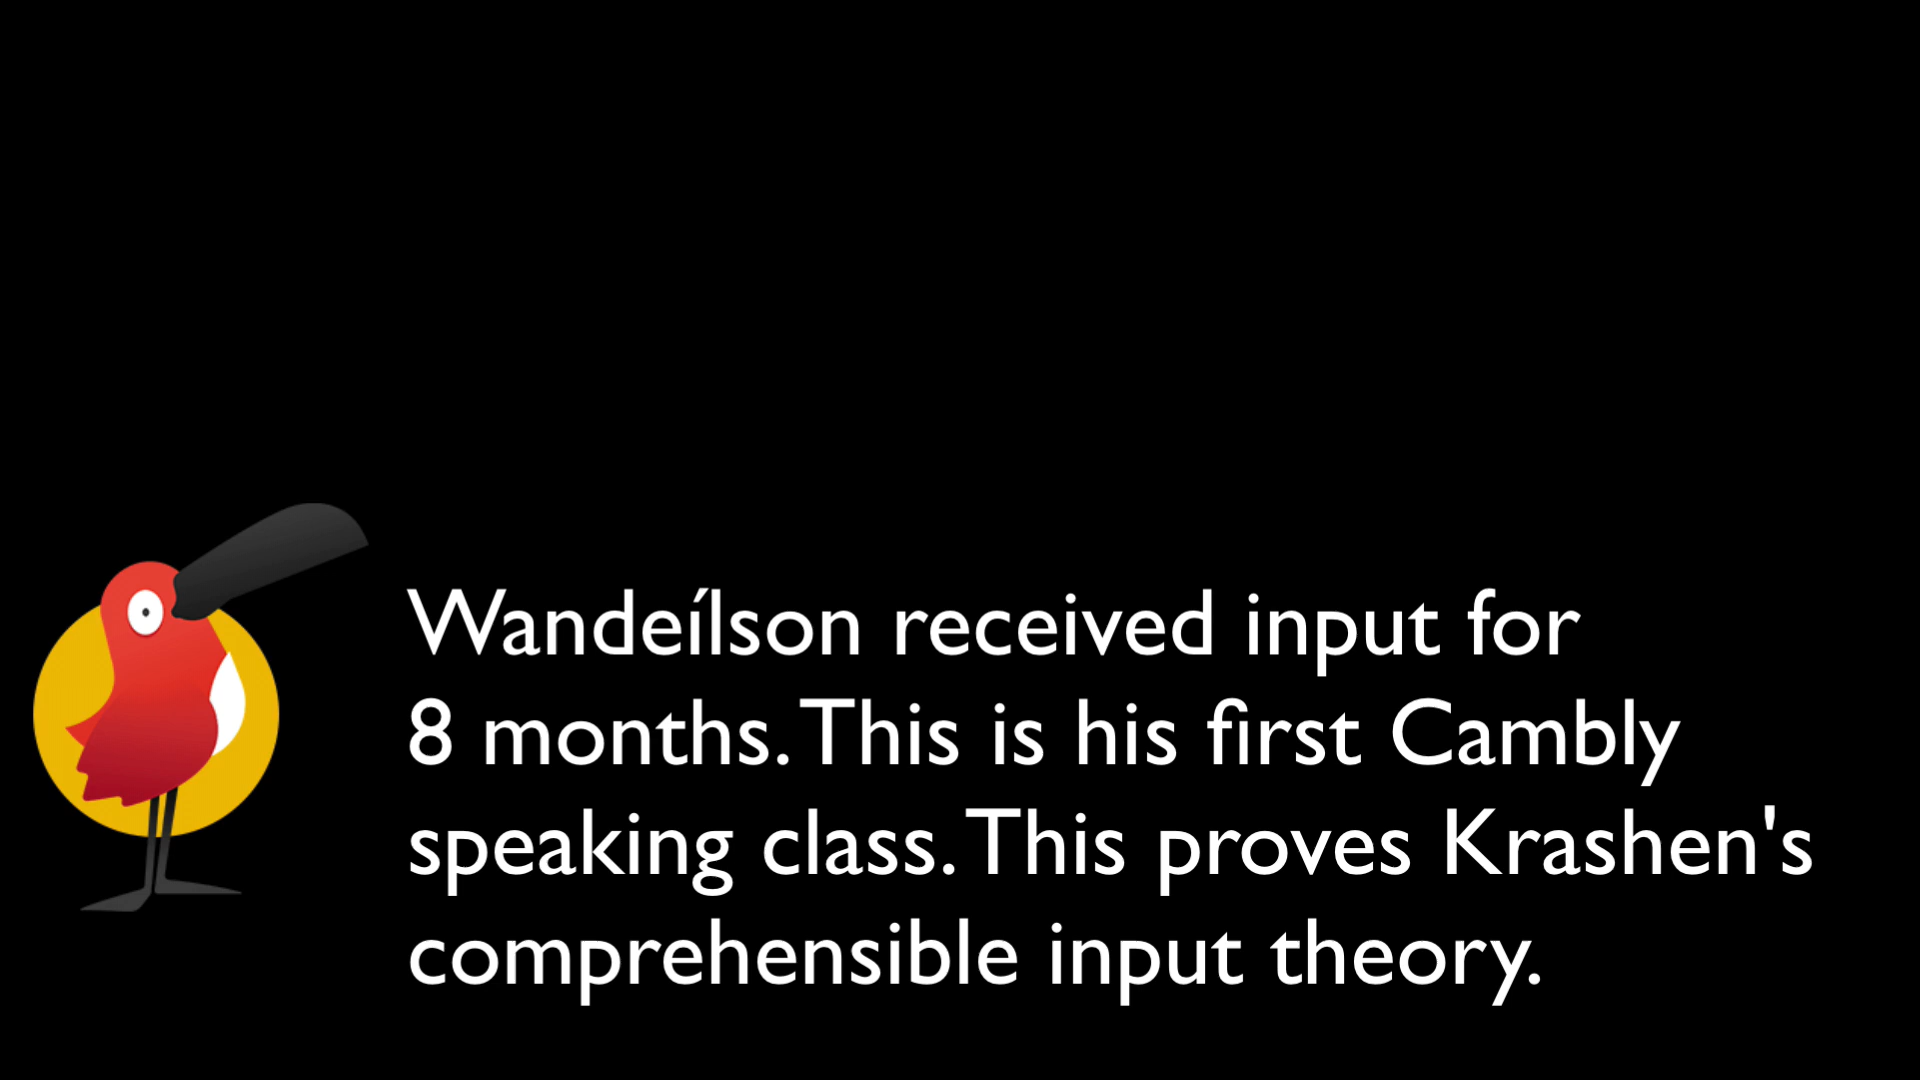 Wandeílson received input for
8 months. This is his first Cambly
speaking class. This proves Krashen's
comprehensible input theory.